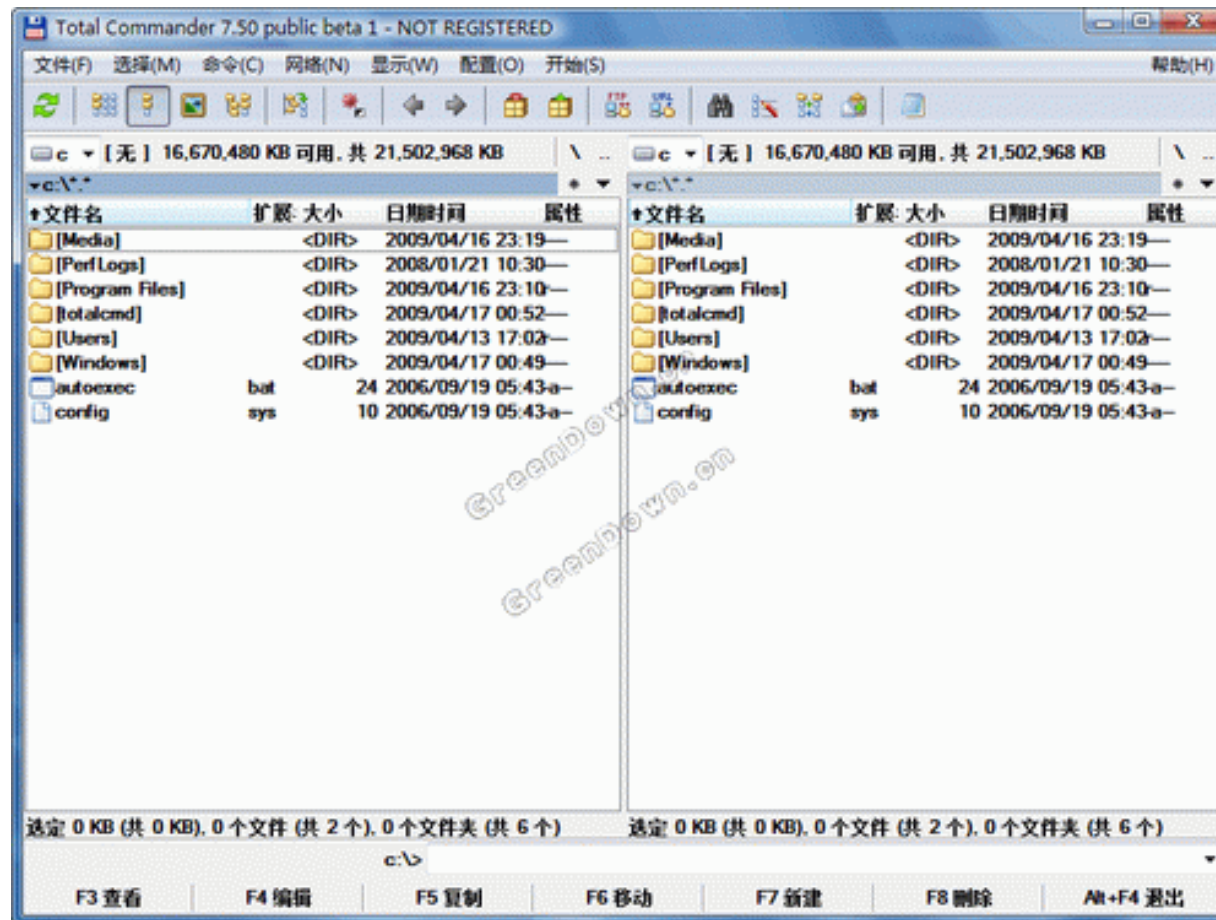 Total Commander 7.50 public beta 1 - NOT REGISTERED
文件(F) 选择(M) 命令(C) 网络(N) 显示(W) 配置(O) 开始(S) 帮助(H)
c [无] 16,670,480 KB 可用, 共 21,502,968 KB \ .. c [无] 16,670,480 KB 可用, 共 21,502,968 KB \ ..
c:\*.* * c:\*.* *
文件名 扩展 大小 日期时间 属性 文件名 扩展 大小 日期时间 属性
[Media] <DIR> 2009/04/16 23:19 [Media] <DIR> 2009/04/16 23:19
[PerfLogs] <DIR> 2008/01/21 10:30 [PerfLogs] <DIR> 2008/01/21 10:30
[Program Files] <DIR> 2009/04/16 23:10 r— [Program Files] <DIR> 2009/04/16 23:10 r—
[totalcmd] <DIR> 2009/04/17 00:52 [totalcmd] <DIR> 2009/04/17 00:52
[Users] <DIR> 2009/04/13 17:02 r— [Users] <DIR> 2009/04/13 17:02 r—
[Windows] <DIR> 2009/04/17 00:49 [Windows] <DIR> 2009/04/17 00:49
autoexec bat 24 2006/09/19 05:43 -a– autoexec bat 24 2006/09/19 05:43 -a–
config sys 10 2006/09/19 05:43 -a– config sys 10 2006/09/19 05:43 -a–
GreenDown.cn
GreenDown.cn
选定 0 KB (共 0 KB), 0 个文件 (共 2 个), 0 个文件夹 (共 6 个) 选定 0 KB (共 0 KB), 0 个文件 (共 2 个), 0 个文件夹 (共 6 个)
c:\>
F3 查看 F4 编辑 F5 复制 F6 移动 F7 新建 F8 删除 Alt+F4 退出